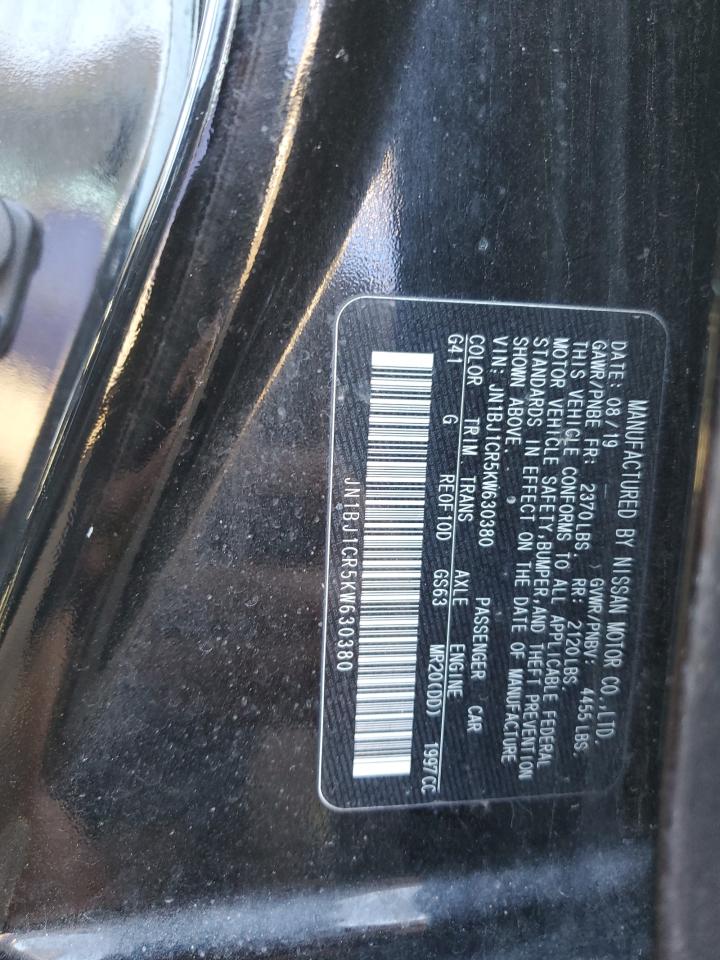 MANUFACTURED BY NISSAN MOTOR CO.,LTD.
DATE: 08/19 GVWR/PNBV: 4455LBS.
GAWR/PNBE FR: 2370LBS. RR: 2120LBS.
THIS VEHICLE CONFORMS TO ALL APPLICABLE FEDERAL
MOTOR VEHICLE SAFETY,BUMPER,AND THEFT PREVENTION
STANDARDS IN EFFECT ON THE DATE OF MANUFACTURE
SHOWN ABOVE.
VIN: JN1BJ1CR5KW630380 PASSENGER CAR
COLOR TRIM TRANS AXLE ENGINE
G41 G RE0F10D GS63 MR20(DD) 1997CC
JN1BJ1CR5KW630380